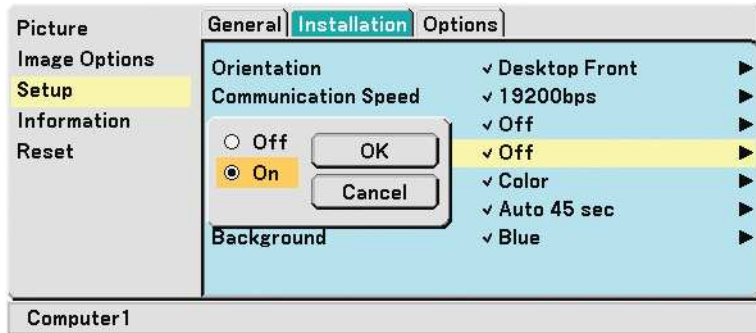 Picture
Image Options
Setup
Information
Reset
General Installation Options
Orientation ✓ Desktop Front ▶
Communication Speed ✓ 19200bps ▶
✓ Off ▶
✓ Off ▶
✓ Color ▶
✓ Auto 45 sec ▶
Background ✓ Blue ▶
Off
On
OK
Cancel
Computer1